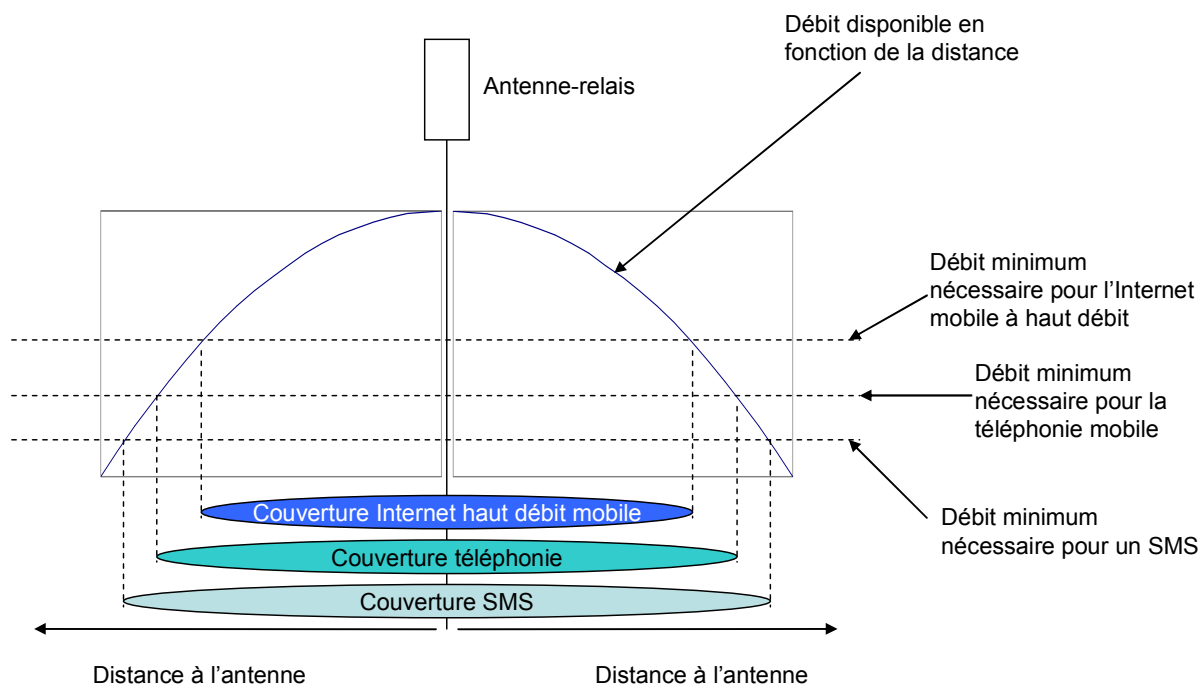 Débit disponible en
fonction de la distance
Antenne-relais
Débit minimum
nécessaire pour l'Internet
mobile à haut débit
Débit minimum
nécessaire pour la
téléphonie mobile
Débit minimum
nécessaire pour un SMS
Couverture Internet haut débit mobile
Couverture téléphonie
Couverture SMS
Distance à l'antenne
Distance à l'antenne